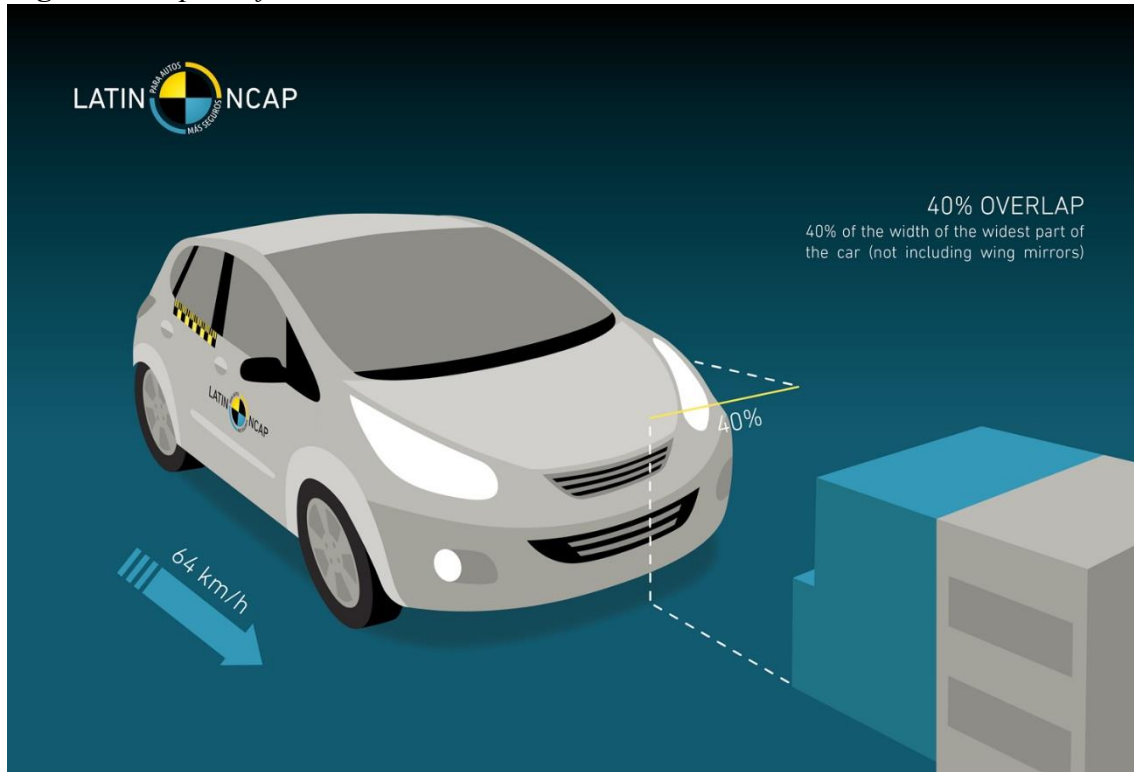 LATIN NCAP
PARA AUTOS
MÁS SEGUROS
40% OVERLAP
40% of the width of the widest part of
the car (not including wing mirrors)
40%
LATIN NCAP
64 km/h